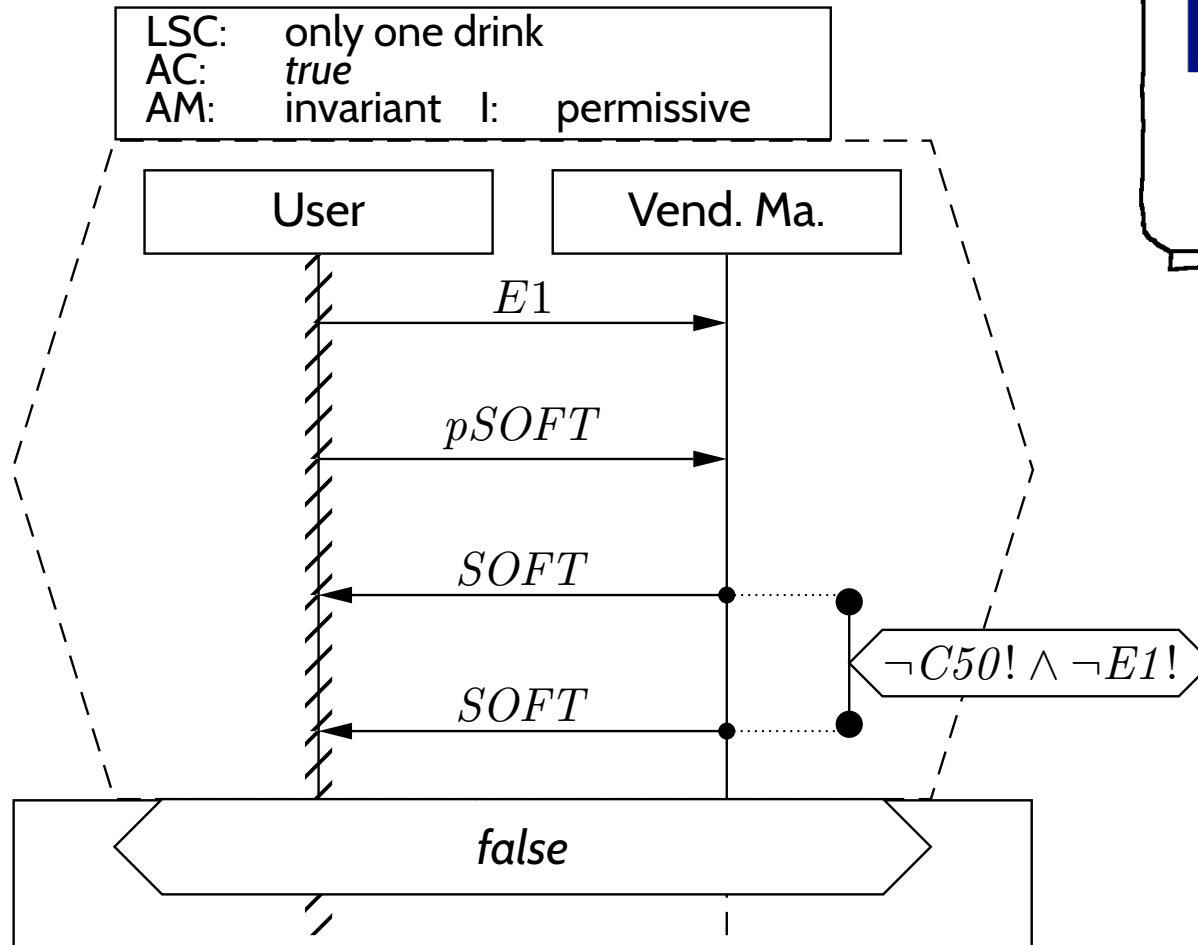 LSC: only one drink
AC: true
AM: invariant I: permissive
User Vend. Ma.
E1
pSOFT
SOFT
¬C50! ∧ ¬E1!
SOFT
false